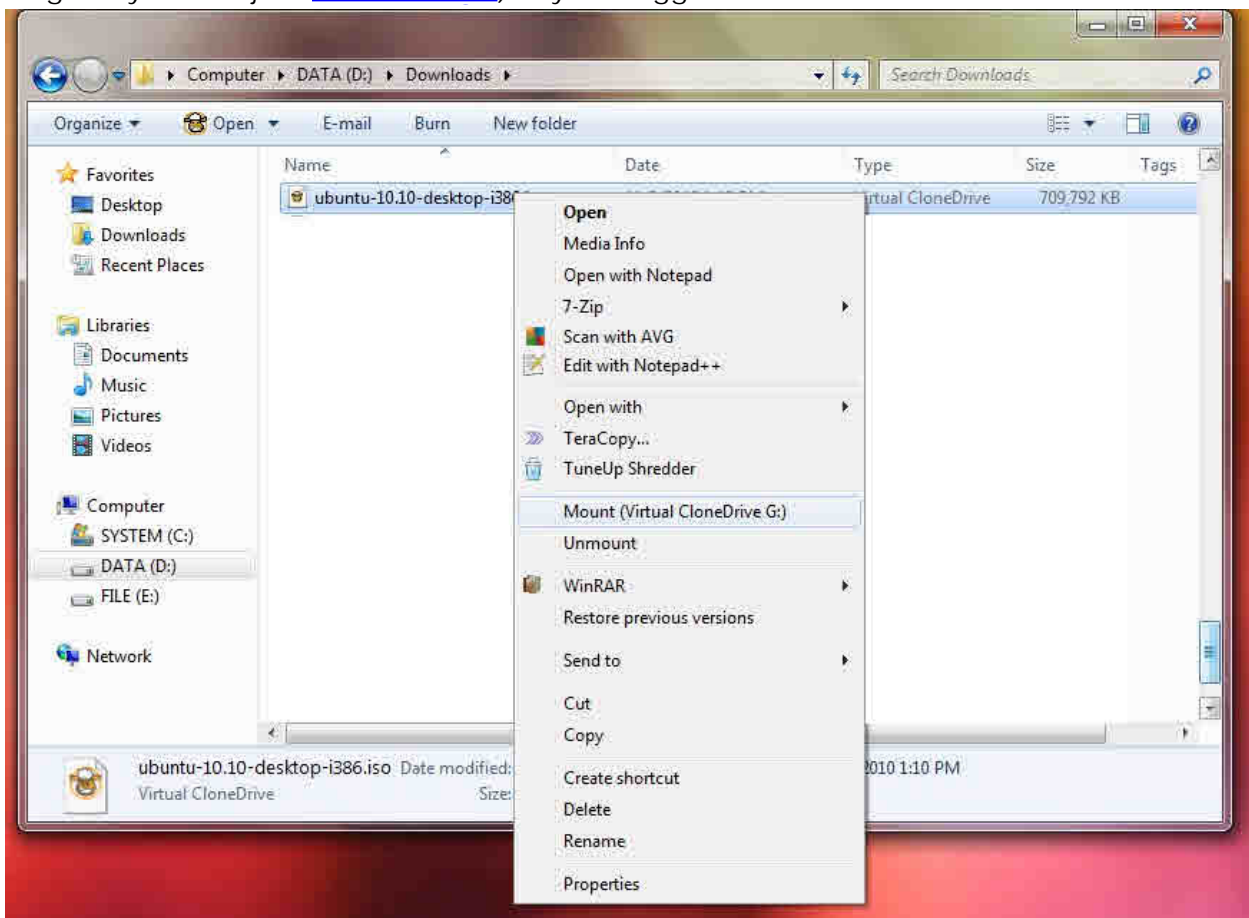 Computer ▸ DATA (D:) ▸ Downloads ▸ Search Downloads
Organize Open E-mail Burn New folder
Name Date Type Size Tags
Favorites
Desktop
Downloads
Recent Places
Libraries
Documents
Music
Pictures
Videos
Computer
SYSTEM (C:)
DATA (D:)
FILE (E:)
Network
ubuntu-10.10-desktop-i386 CloneDrive 709,792 KB
Open
Media Info
Open with Notepad
7-Zip
Scan with AVG
Edit with Notepad++
Open with
TeraCopy...
TuneUp Shredder
Mount (Virtual CloneDrive G:)
Unmount
WinRAR
Restore previous versions
Send to
Cut
Copy
Create shortcut
Delete
Rename
Properties
ubuntu-10.10-desktop-i386.iso Date modified: 2010 1:10 PM
Virtual CloneDrive Size: